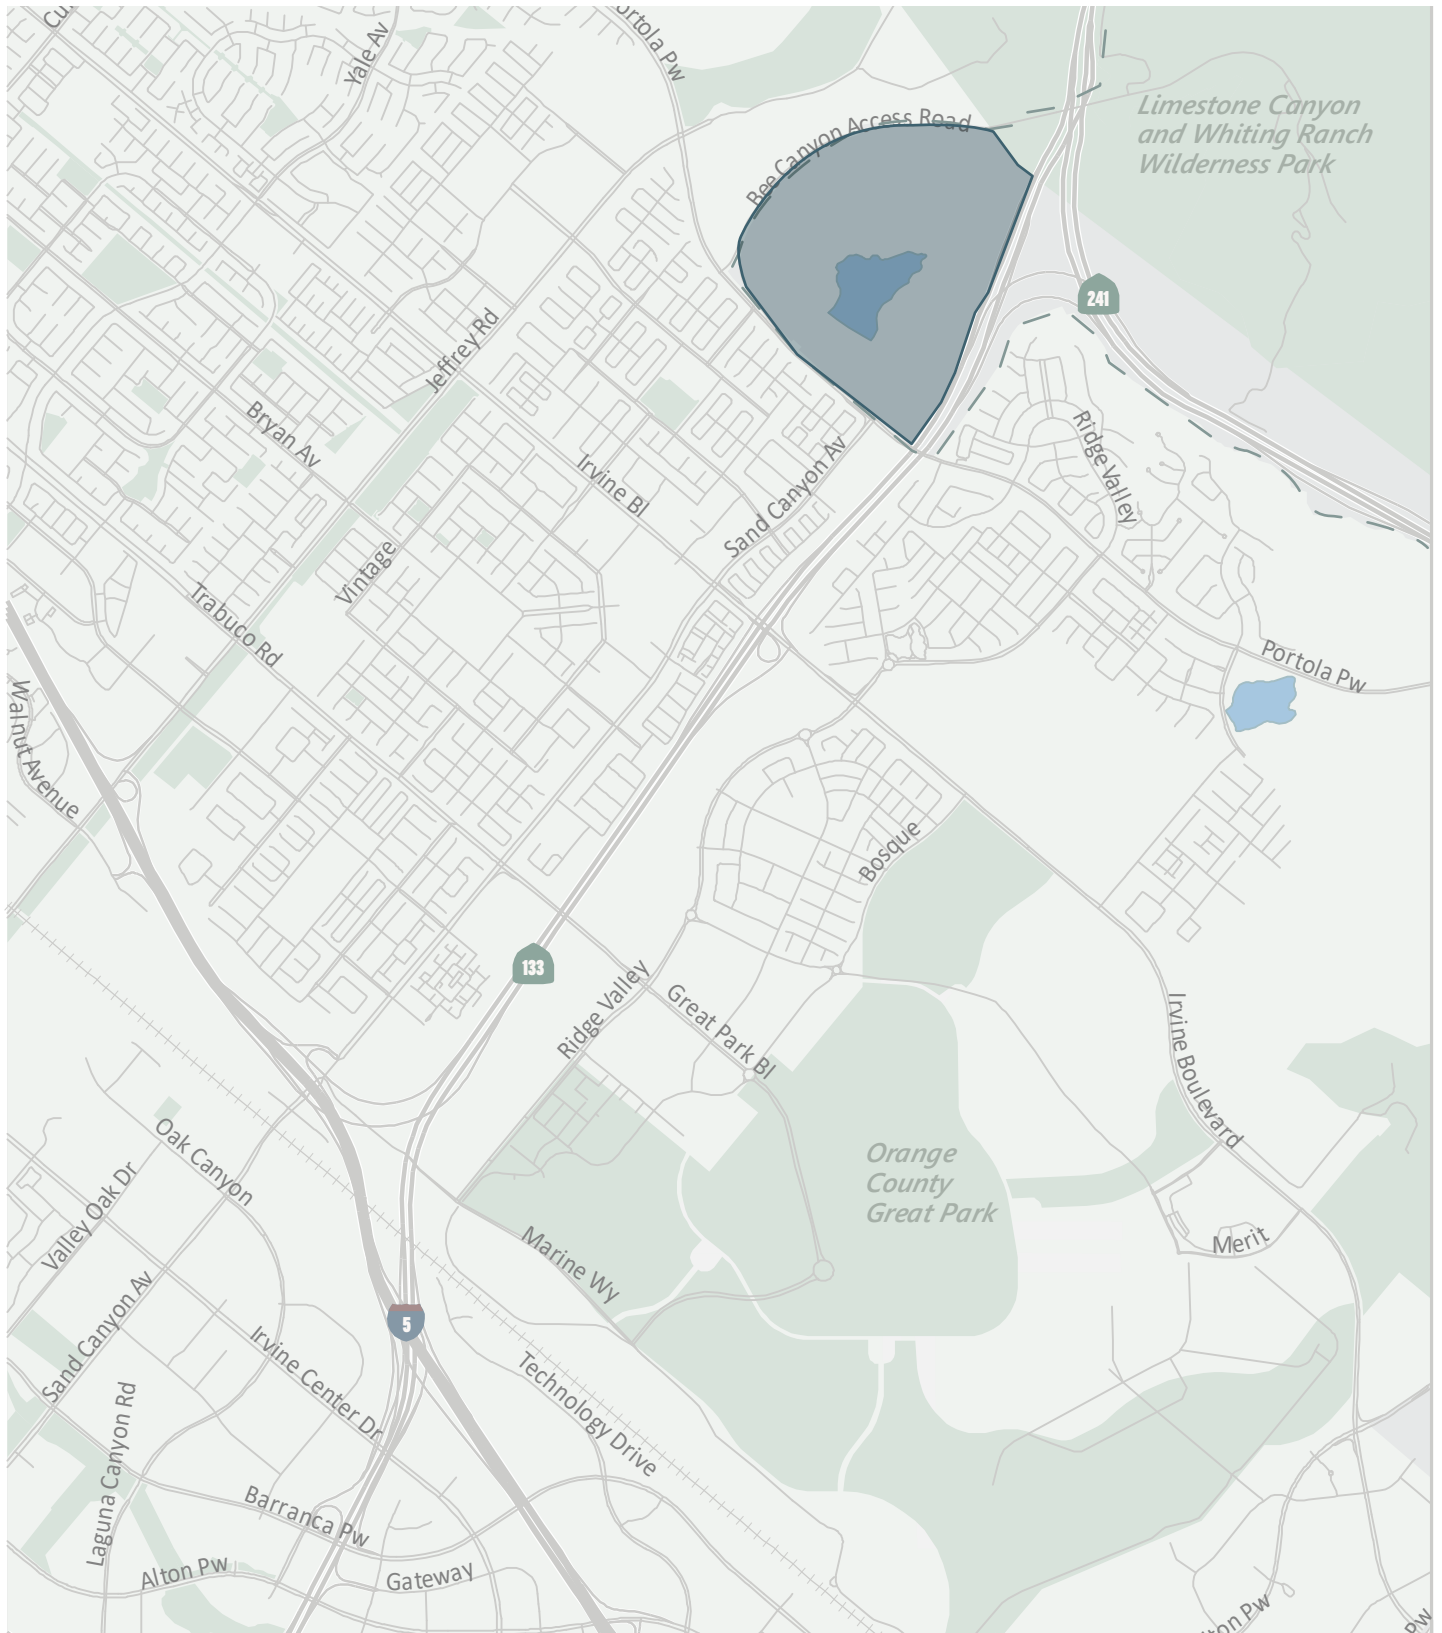 Yale Av
Portola Pw
Limestone Canyon
and Whiting Ranch
Wilderness Park
Bee Canyon Access Road
241
Jeffrey Rd
Bryan Av
Irvine Bl
Sand Canyon Av
Ridge Valley
Vintage
Trabuco Rd
Portola Pw
Walnut Avenue
Bosque
133
Ridge Valley
Great Park Bl
Irvine Boulevard
Oak Canyon
Valley Oak Dr
Orange
County
Great Park
Merit
Marine Wy
Sand Canyon Av
5
Irvine Center Dr
Technology Drive
Laguna Canyon Rd
Barranca Pw
Alton Pw
Gateway
lton Pw
Pw